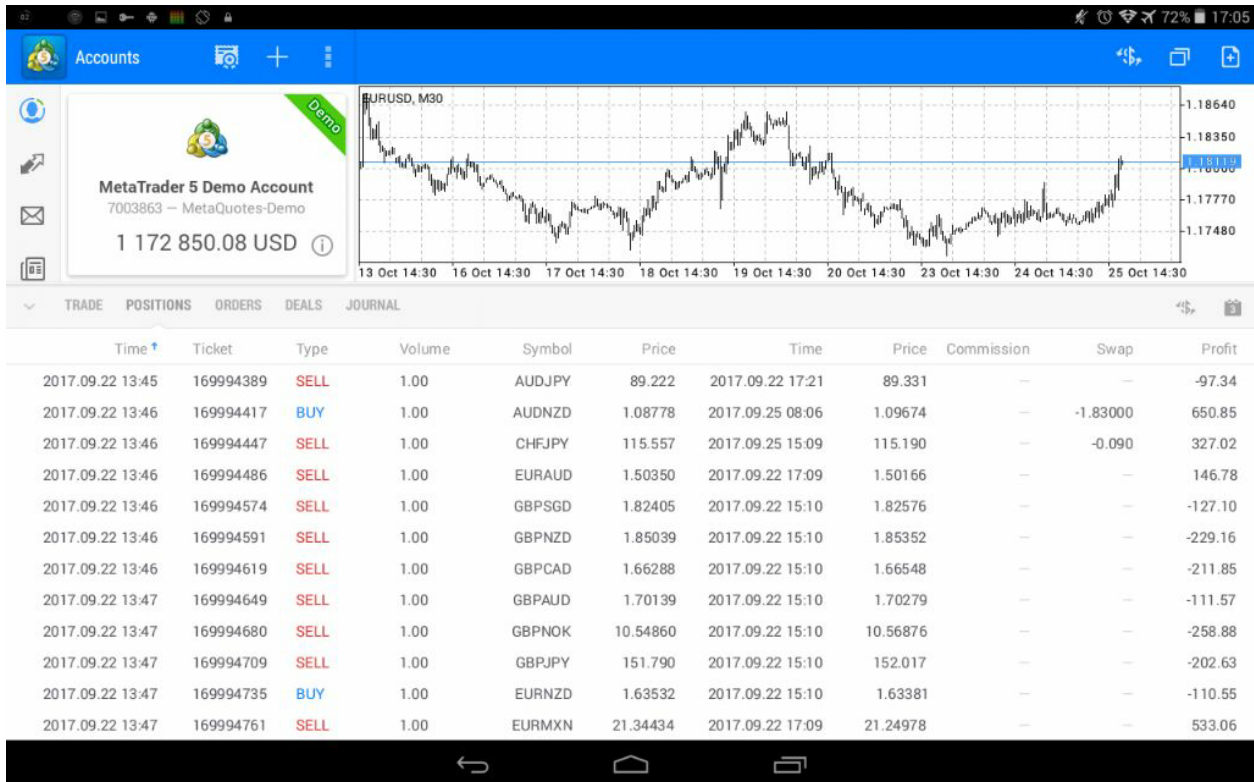 72% 17:05
Accounts
Demo
MetaTrader 5 Demo Account
7003863 — MetaQuotes-Demo
1 172 850.08 USD
EURUSD, M30
1.18640
1.18350
1.18119
1.17770
1.17480
13 Oct 14:30 16 Oct 14:30 17 Oct 14:30 18 Oct 14:30 19 Oct 14:30 20 Oct 14:30 23 Oct 14:30 24 Oct 14:30 25 Oct 14:30
TRADE POSITIONS ORDERS DEALS JOURNAL
Time Ticket Type Volume Symbol Price Time Price Commission Swap Profit
2017.09.22 13:45 169994389 SELL 1.00 AUDJPY 89.222 2017.09.22 17:21 89.331 — — -97.34
2017.09.22 13:46 169994417 BUY 1.00 AUDNZD 1.08778 2017.09.25 08:06 1.09674 — -1.83000 650.85
2017.09.22 13:46 169994447 SELL 1.00 CHFJPY 115.557 2017.09.25 15:09 115.190 — -0.090 327.02
2017.09.22 13:46 169994486 SELL 1.00 EURAUD 1.50350 2017.09.22 17:09 1.50166 — — 146.78
2017.09.22 13:46 169994574 SELL 1.00 GBPSGD 1.82405 2017.09.22 15:10 1.82576 — — -127.10
2017.09.22 13:46 169994591 SELL 1.00 GBPNZD 1.85039 2017.09.22 15:10 1.85352 — — -229.16
2017.09.22 13:46 169994619 SELL 1.00 GBPCAD 1.66288 2017.09.22 15:10 1.66548 — — -211.85
2017.09.22 13:47 169994649 SELL 1.00 GBPAUD 1.70139 2017.09.22 15:10 1.70279 — — -111.57
2017.09.22 13:47 169994680 SELL 1.00 GBPNOK 10.54860 2017.09.22 15:10 10.56876 — — -258.88
2017.09.22 13:47 169994709 SELL 1.00 GBPJPY 151.790 2017.09.22 15:10 152.017 — — -202.63
2017.09.22 13:47 169994735 BUY 1.00 EURNZD 1.63532 2017.09.22 15:10 1.63381 — — -110.55
2017.09.22 13:47 169994761 SELL 1.00 EURMXN 21.34434 2017.09.22 17:09 21.24978 — — 533.06